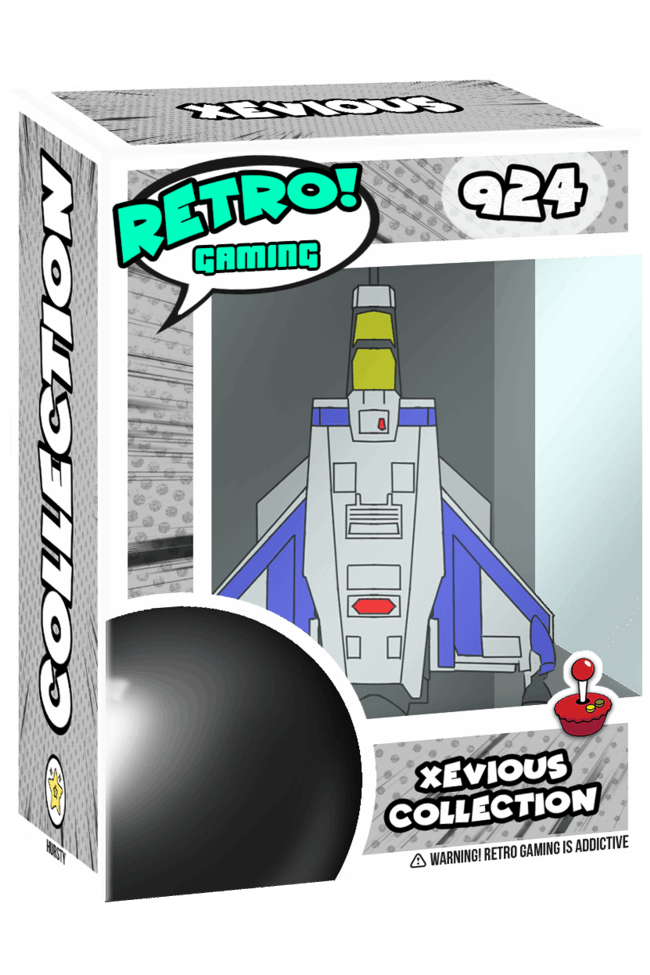 XEVIOUS
RETRO!
GAMING
924
COLLECTION
HURSTY
XEVIOUS
COLLECTION
WARNING! RETRO GAMING IS ADDICTIVE